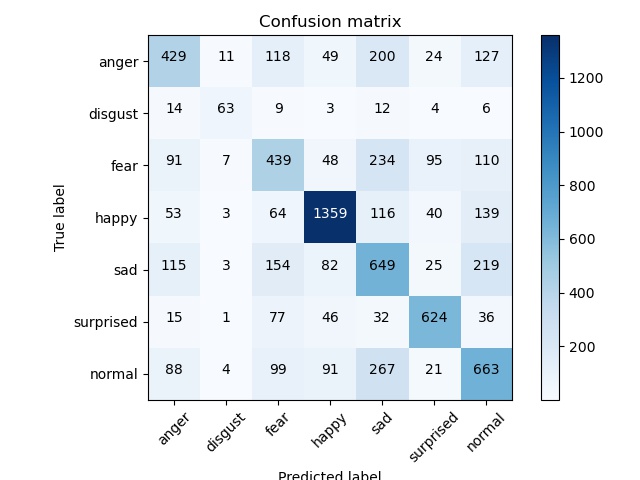 Confusion matrix
True label
anger 429 11 118 49 200 24 127
disgust 14 63 9 3 12 4 6
fear 91 7 439 48 234 95 110
happy 53 3 64 1359 116 40 139
sad 115 3 154 82 649 25 219
surprised 15 1 77 46 32 624 36
normal 88 4 99 91 267 21 663
anger disgust fear happy sad surprised normal
Predicted label
1200
1000
800
600
400
200